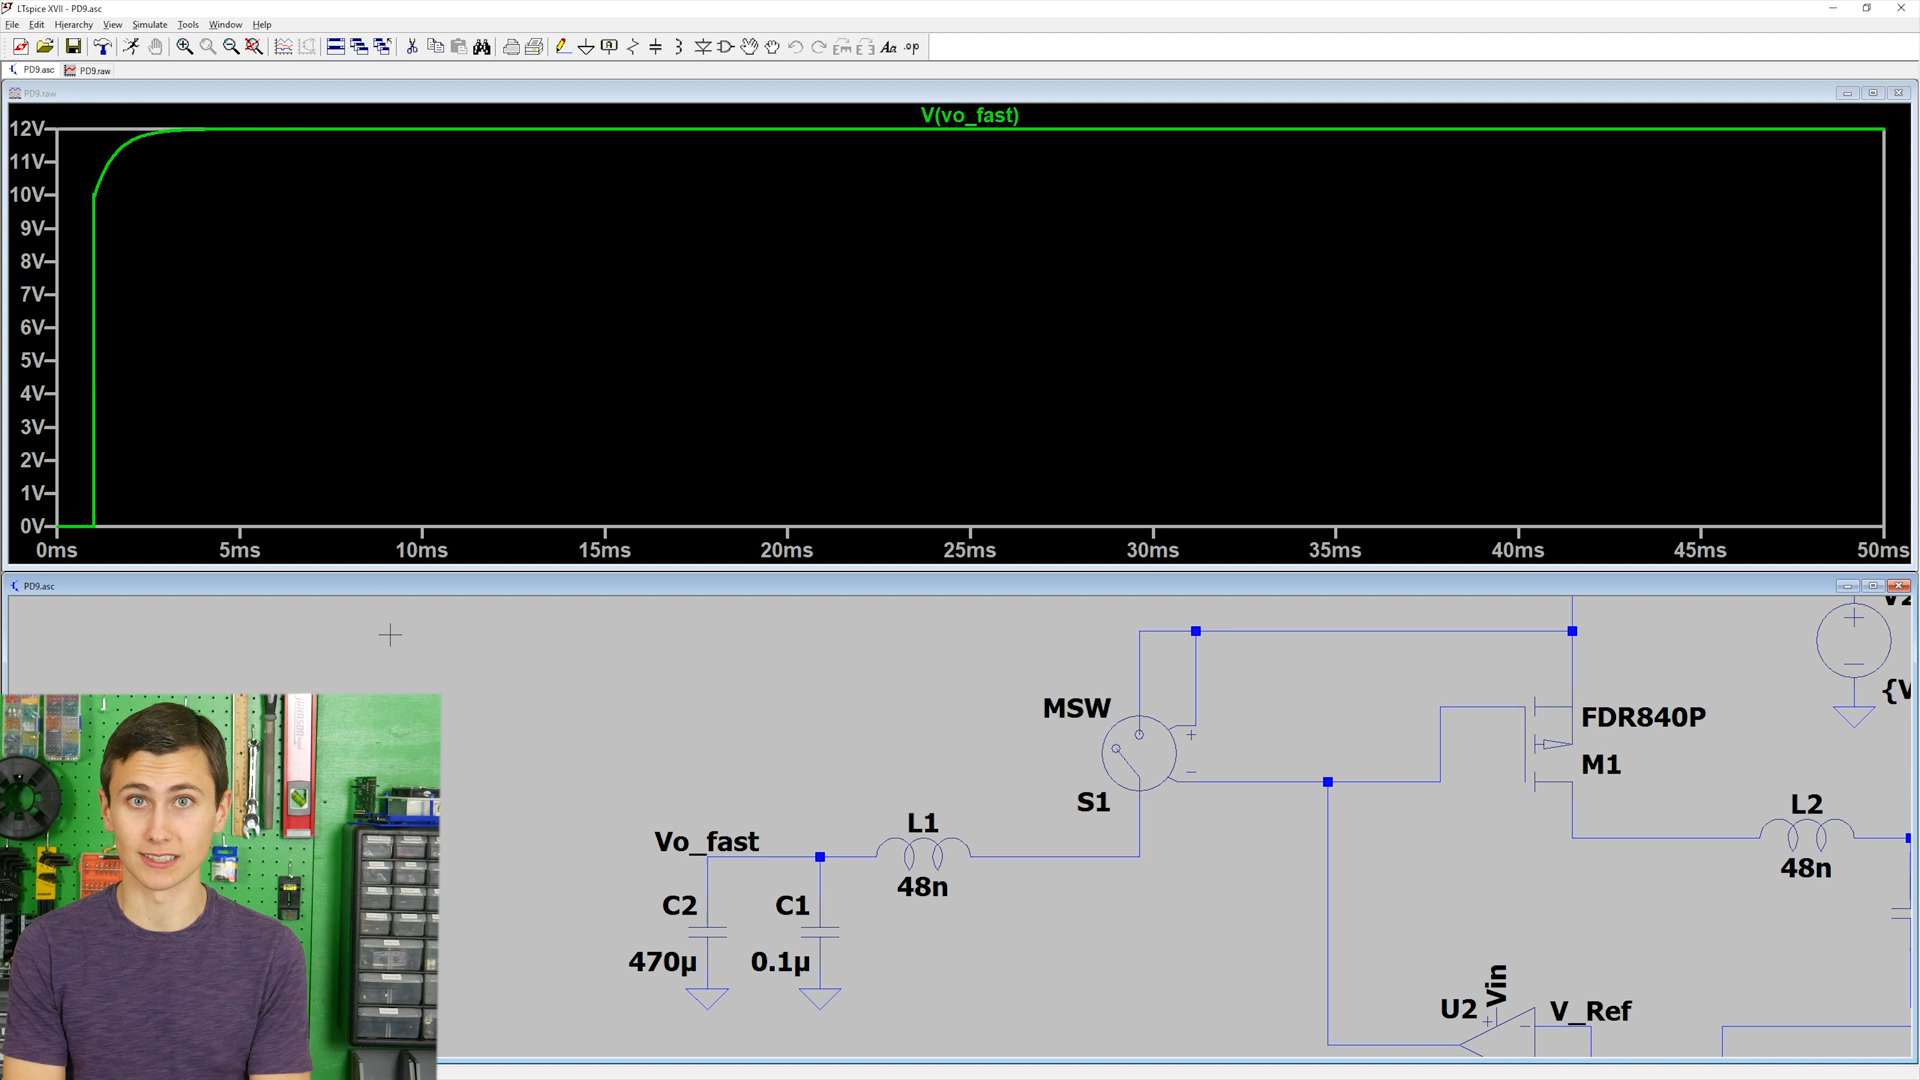 LTspice XVII - PD9.asc
File Edit Hierarchy View Simulate Tools Window Help
PD9.asc PD9.raw
PD9.raw
V(vo_fast)
12V
11V
10V
9V
8V
7V
6V
5V
4V
3V
2V
1V
0V
0ms 5ms 10ms 15ms 20ms 25ms 30ms 35ms 40ms 45ms 50ms
PD9.asc
V2
{V
MSW
S1
FDR840P
M1
L2
48n
L1
48n
Vo_fast
C2
470µ
C1
0.1µ
Vin
U2
V_Ref